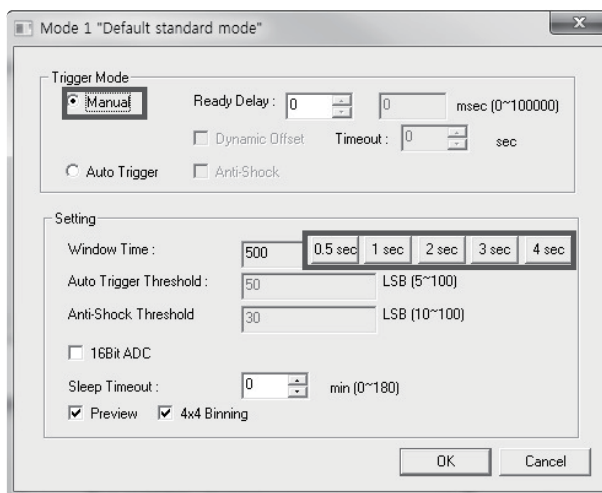 Mode 1 "Default standard mode"
x
Trigger Mode
Manual Ready Delay : 0 0 msec (0~100000)
Dynamic Offset Timeout : 0 sec
Auto Trigger Anti-Shock
Setting
Window Time : 500 0.5 sec 1 sec 2 sec 3 sec 4 sec
Auto Trigger Threshold : 50 LSB (5~100)
Anti-Shock Threshold 30 LSB (10~100)
16Bit ADC
Sleep Timeout : 0 min (0~180)
Preview 4x4 Binning
OK Cancel